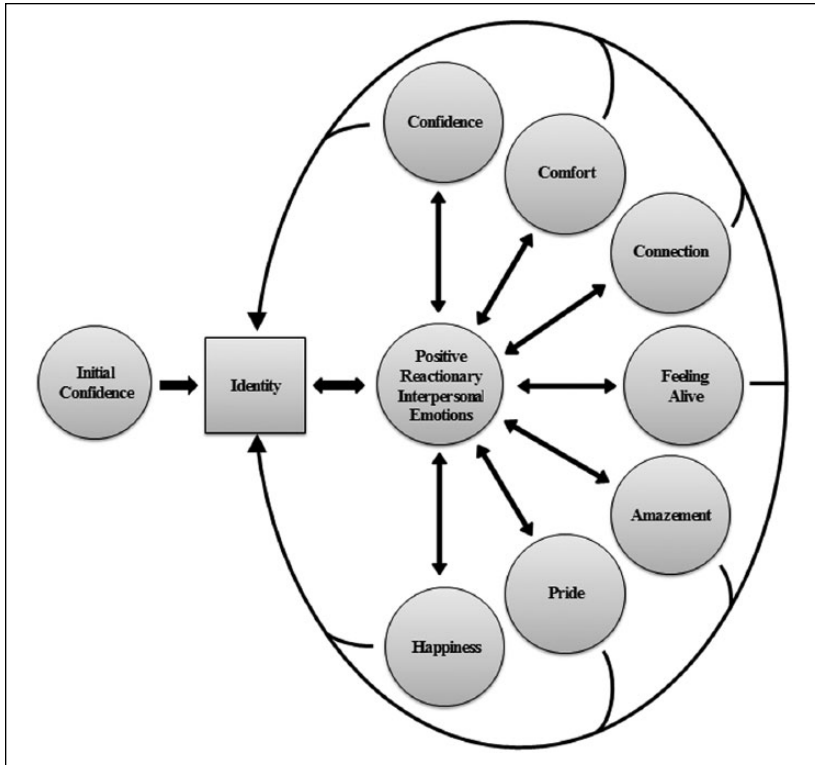 Confidence
Comfort
Connection
Initial
Confidence
Identity
Positive
Reactionary
Interpersonal
Emotions
Feeling
Alive
Amazement
Pride
Happiness